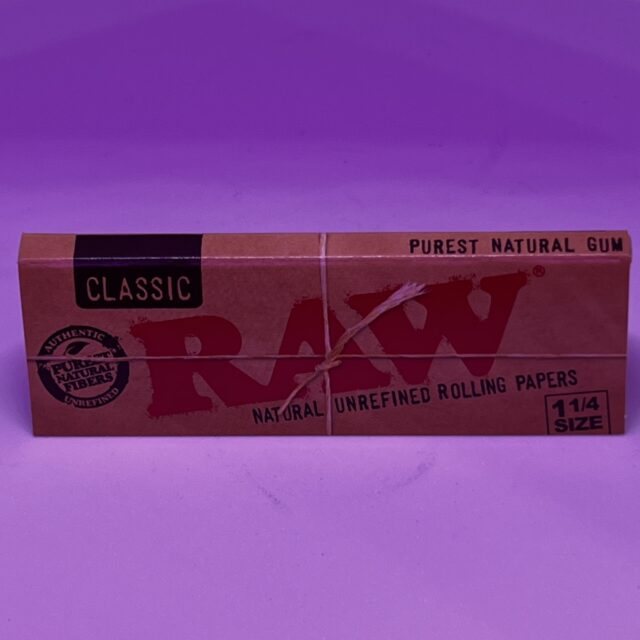 PUREST NATURAL GUM
CLASSIC
RAW®
AUTHENTIC
PUREST
NATURAL
FIBERS
UNREFINED
NATURAL UNREFINED ROLLING PAPERS
1 1/4
SIZE